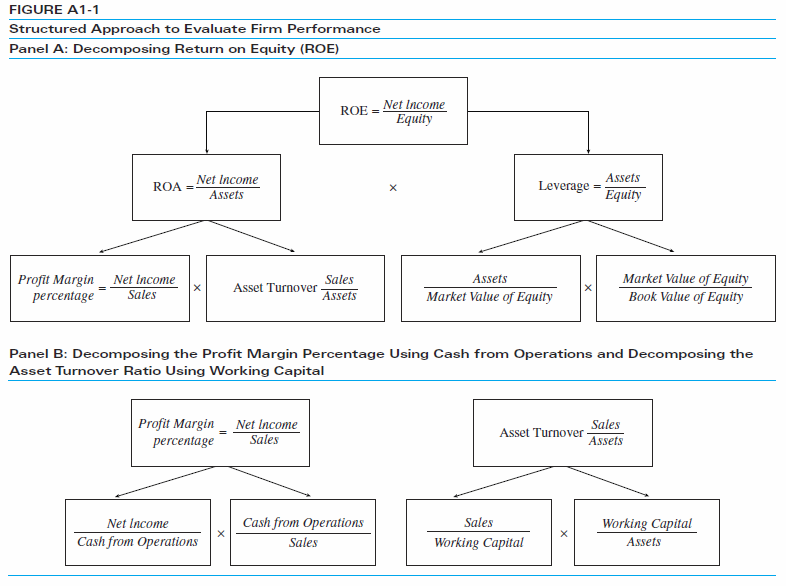 FIGURE A1-1
Structured Approach to Evaluate Firm Performance
Panel A: Decomposing Return on Equity (ROE)
ROE = Net Income
Equity
ROA = Net Income
Assets
×
Leverage = Assets
Equity
Profit Margin percentage = Net Income
Sales
×
Asset Turnover Sales
Assets
Assets
Market Value of Equity
×
Market Value of Equity
Book Value of Equity
Panel B: Decomposing the Profit Margin Percentage Using Cash from Operations and Decomposing the
Asset Turnover Ratio Using Working Capital
Profit Margin percentage = Net Income
Sales
Asset Turnover Sales
Assets
Net Income
Cash from Operations
×
Cash from Operations
Sales
Sales
Working Capital
×
Working Capital
Assets